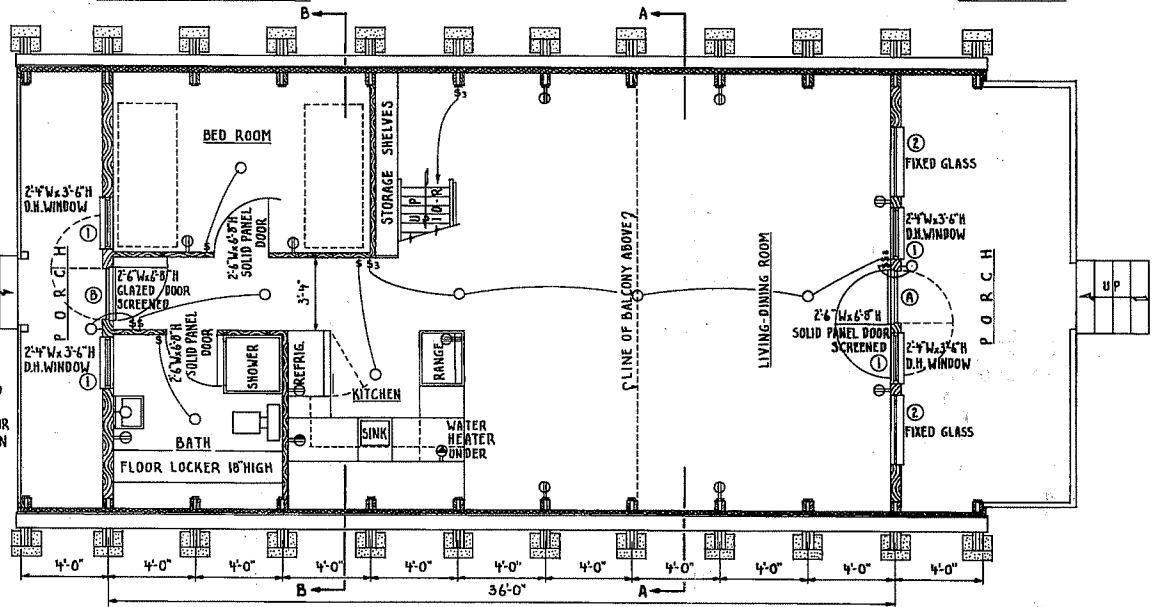 B
A
BED ROOM
STORAGE SHELVES
S3
UP
10-R
2'-4"W x 3'-6"H
D.H. WINDOW
1
S
2'-6"W x 6'-8"H
SOLID PANEL
DOOR
PORCH
2'-6"W x 6'-8"H
GLAZED DOOR
SCREENED
B
SS
S
S S3
3'-4"
2'-6"W x 6'-8"H
SOLID PANEL
DOOR
2'-4"W x 3'-6"H
D.H. WINDOW
1
SHOWER
REFRIG.
RANGE
KITCHEN
SINK
WATER
HEATER
UNDER
BATH
FLOOR LOCKER 18" HIGH
LINE OF BALCONY ABOVE
LIVING-DINING ROOM
2
FIXED GLASS
2'-4"W x 3'-6"H
D.H. WINDOW
1
A
2'-6"W x 6'-8"H
SOLID PANEL DOOR
SCREENED
1
2'-4"W x 3'-6"H
D.H. WINDOW
2
FIXED GLASS
PORCH
UP
4'-0" 4'-0" 4'-0" 4'-0" 4'-0" 4'-0" 4'-0" 4'-0" 4'-0" 4'-0" 4'-0"
B
A
36'-0"